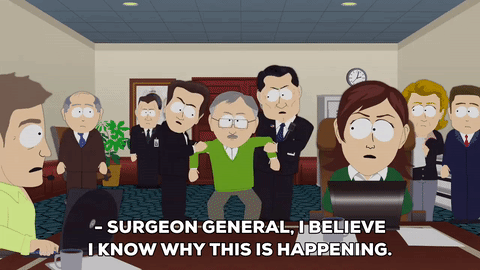 - SURGEON GENERAL, I BELIEVE
I KNOW WHY THIS IS HAPPENING.